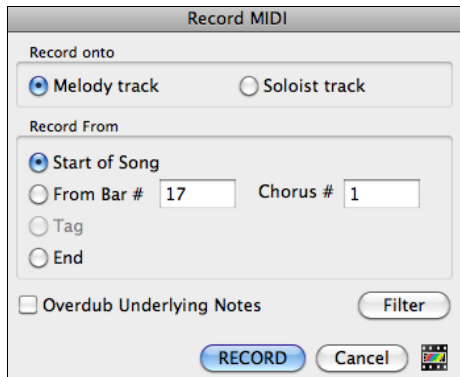 Record MIDI
Record onto
Melody track Soloist track
Record From
Start of Song
From Bar # 17 Chorus # 1
Tag
End
Overdub Underlying Notes Filter
RECORD Cancel